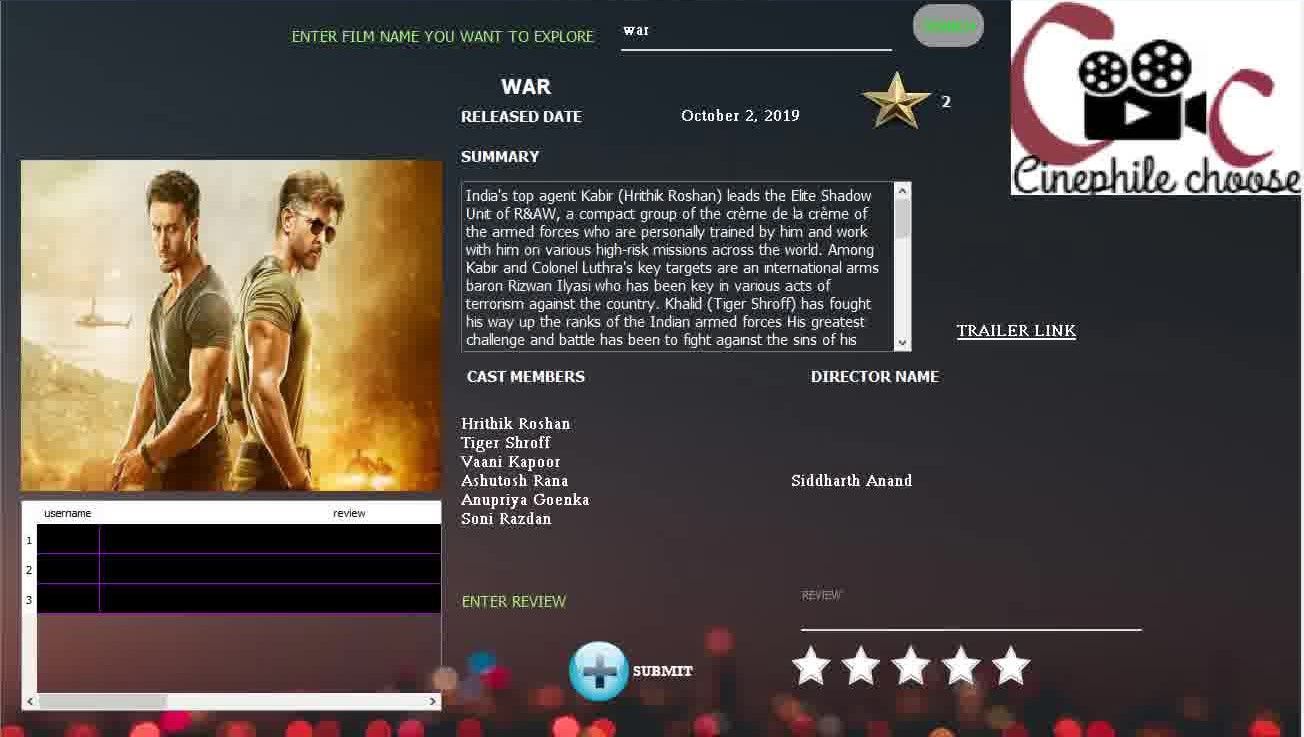 ENTER FILM NAME YOU WANT TO EXPLORE
war
SEARCH
WAR
2
RELEASED DATE
October 2, 2019
Cinephile choose
SUMMARY
India's top agent Kabir (Hrithik Roshan) leads the Elite Shadow
Unit of R&AW, a compact group of the crème de la crème of
the armed forces who are personally trained by him and work
with him on various high-risk missions across the world. Among
Kabir and Colonel Luthra's key targets are an international arms
baron Rizwan Ilyasi who has been key in various acts of
terrorism against the country. Khalid (Tiger Shroff) has fought
his way up the ranks of the Indian armed forces His greatest
challenge and battle has been to fight against the sins of his
TRAILER LINK
CAST MEMBERS
DIRECTOR NAME
Hrithik Roshan
Tiger Shroff
Vaani Kapoor
Ashutosh Rana
Anupriya Goenka
Soni Razdan
Siddharth Anand
username
review
1
2
3
ENTER REVIEW
REVIEW
SUBMIT